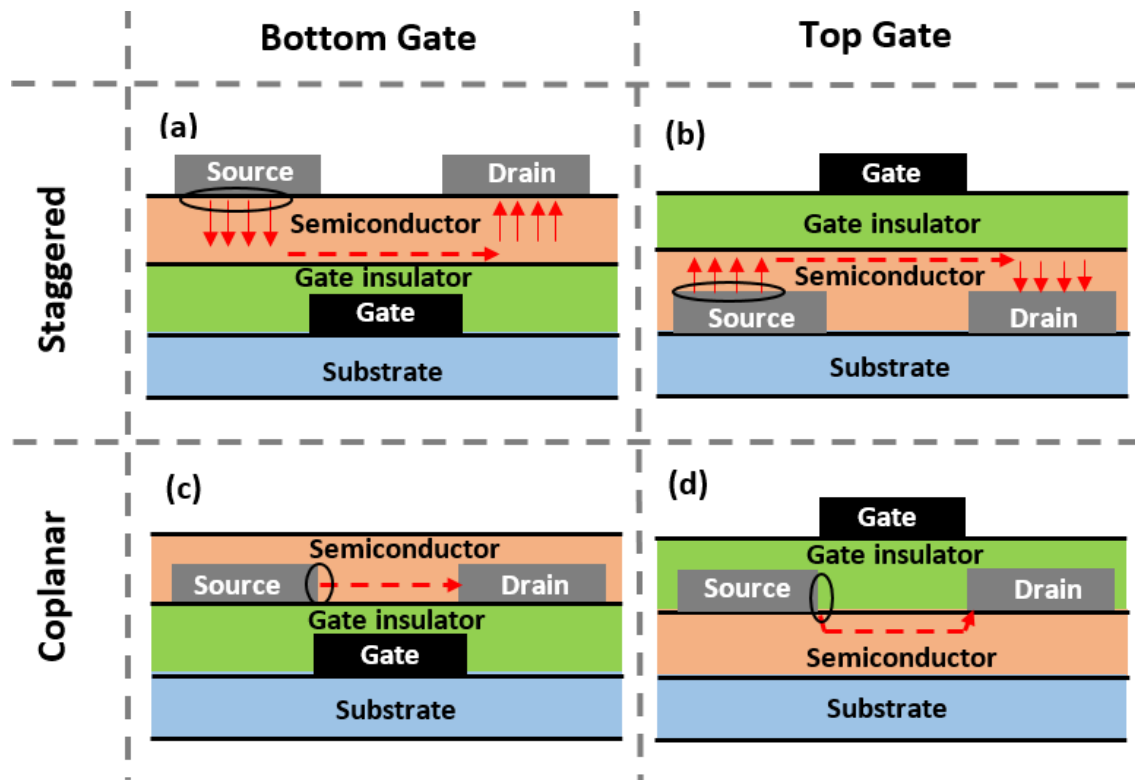 Bottom Gate
Top Gate
Staggered
(a)
Source
Drain
Semiconductor
Gate insulator
Gate
Substrate
(b)
Gate
Gate insulator
Semiconductor
Source
Drain
Substrate
Coplanar
(c)
Semiconductor
Source
Drain
Gate insulator
Gate
Substrate
(d)
Gate
Gate insulator
Source
Drain
Semiconductor
Substrate